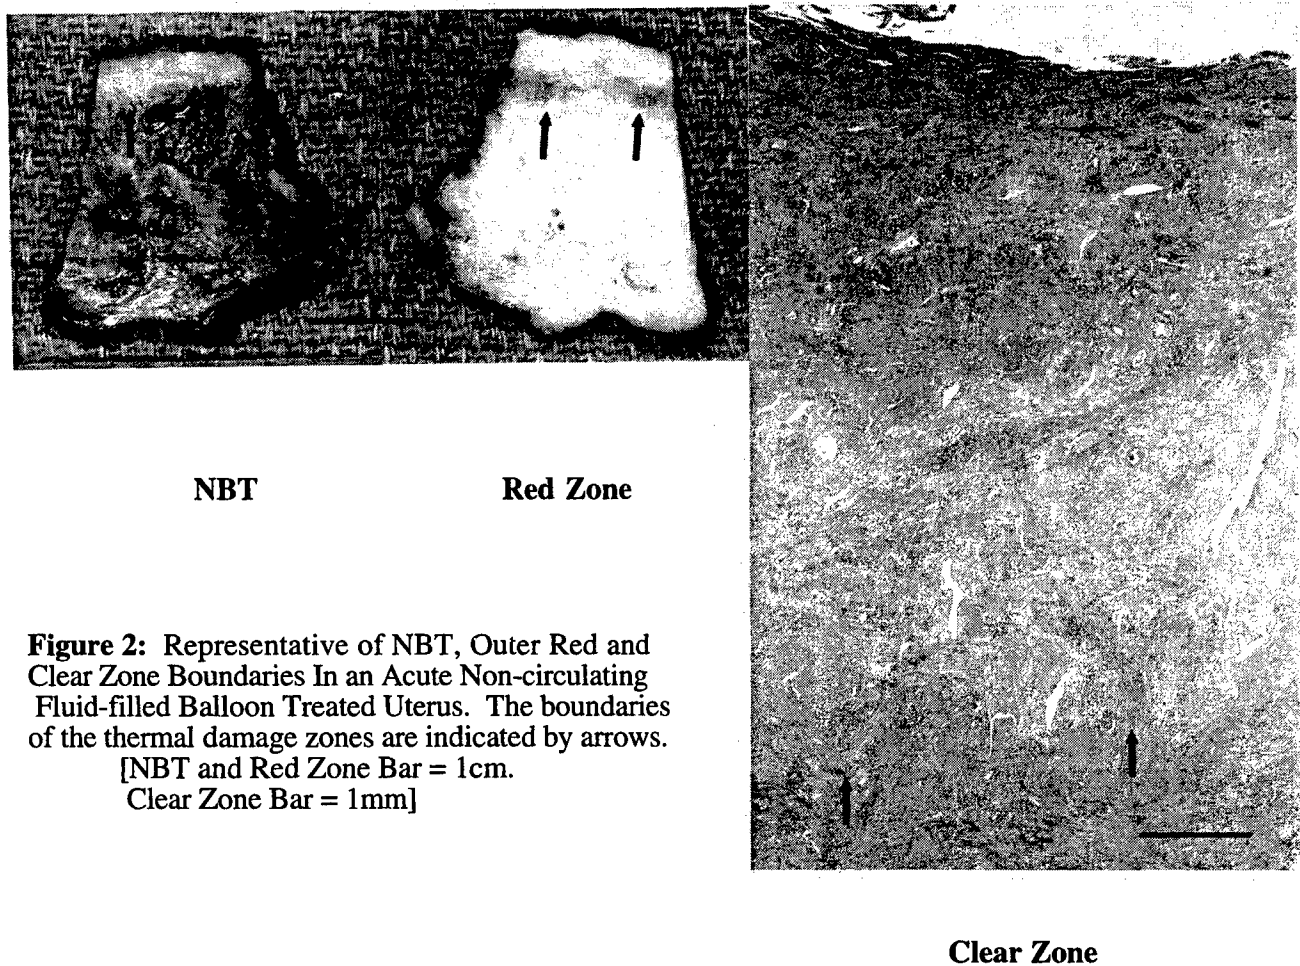 NBT
Red Zone
Figure 2: Representative of NBT, Outer Red and
Clear Zone Boundaries In an Acute Non-circulating
Fluid-filled Balloon Treated Uterus. The boundaries
of the thermal damage zones are indicated by arrows.
[NBT and Red Zone Bar = 1cm.
Clear Zone Bar = 1mm]
Clear Zone